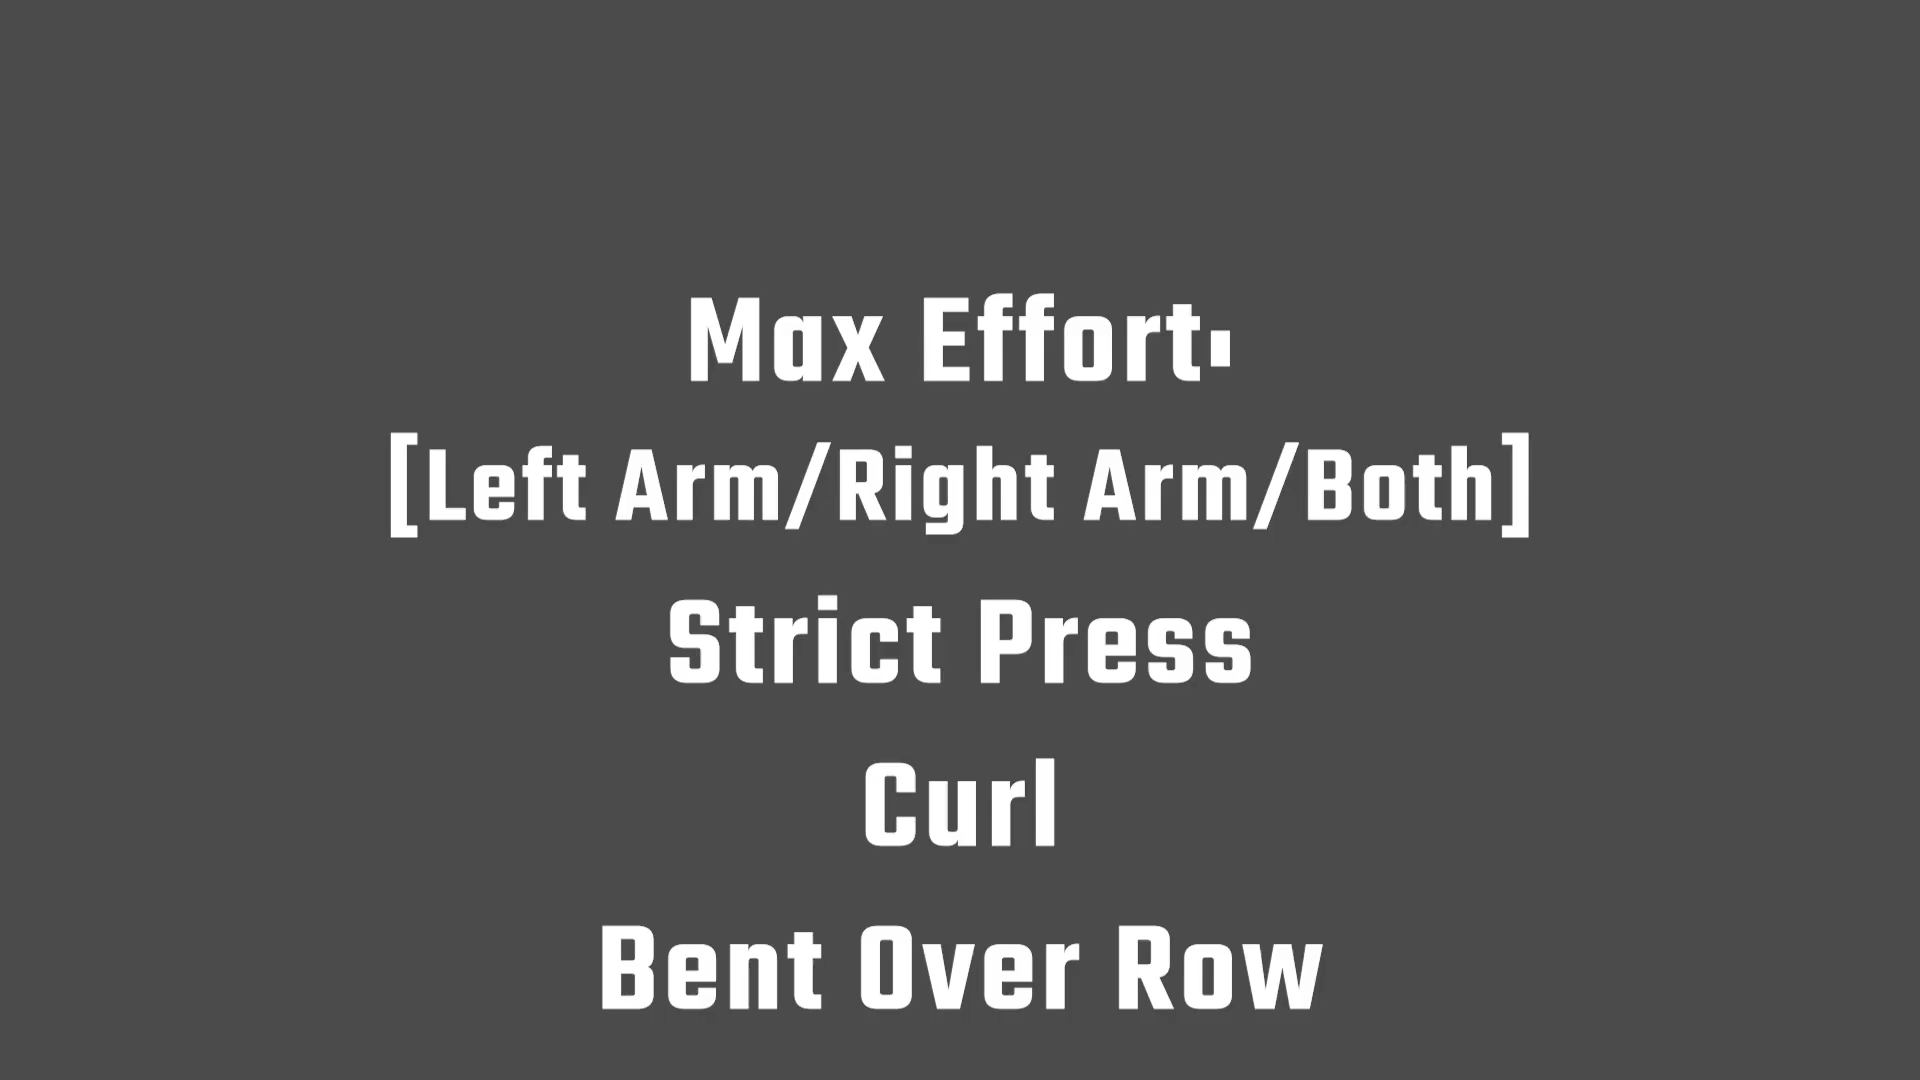 Max Effort:
[Left Arm/Right Arm/Both]
Strict Press
Curl
Bent Over Row